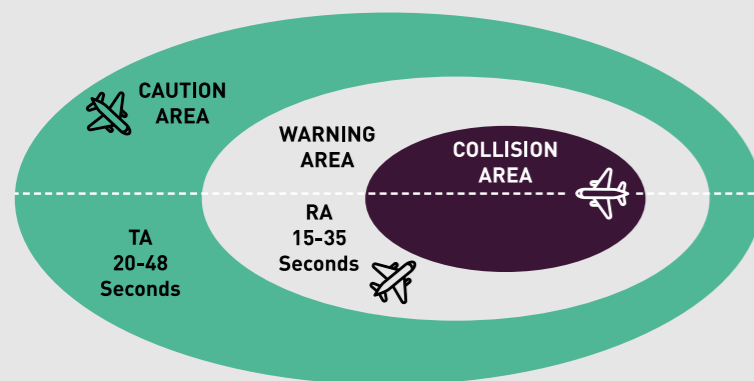 CAUTION
AREA
WARNING
AREA
COLLISION
AREA
TA
20-48
Seconds
RA
15-35
Seconds